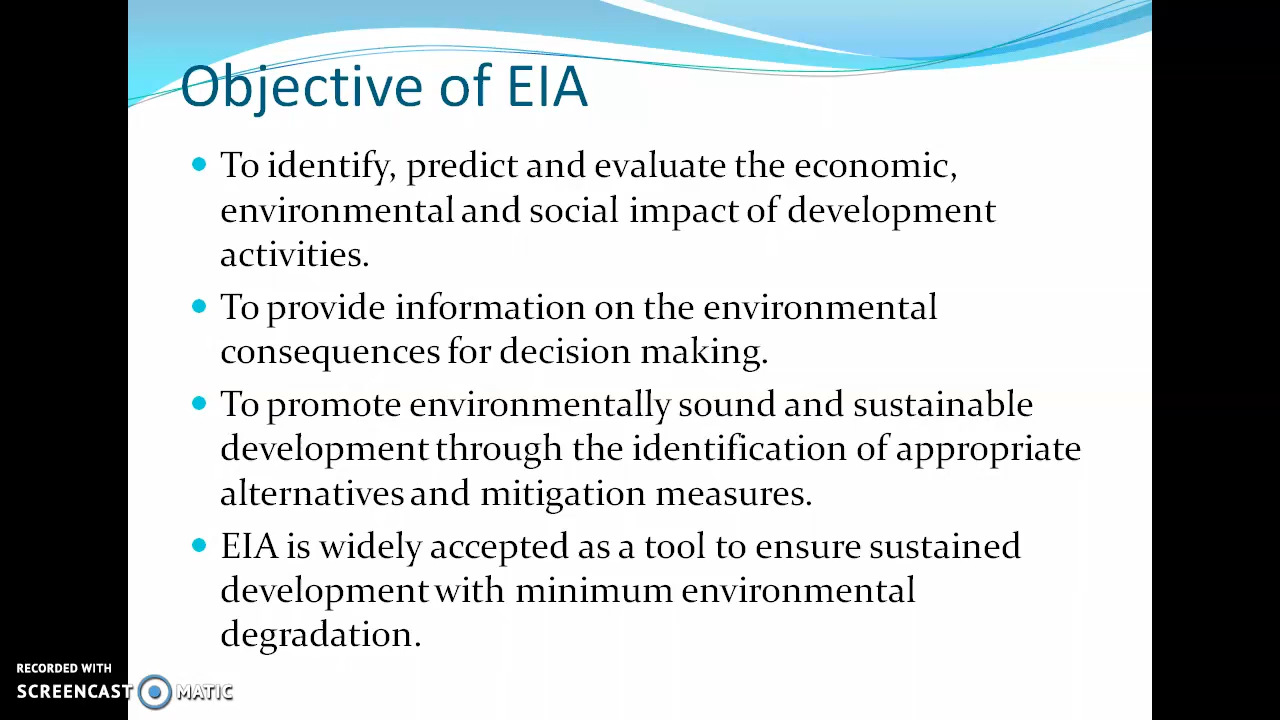 Objective of EIA
To identify, predict and evaluate the economic,
environmental and social impact of development
activities.
To provide information on the environmental
consequences for decision making.
To promote environmentally sound and sustainable
development through the identification of appropriate
alternatives and mitigation measures.
EIA is widely accepted as a tool to ensure sustained
development with minimum environmental
degradation.
RECORDED WITH
SCREENCAST MATIC